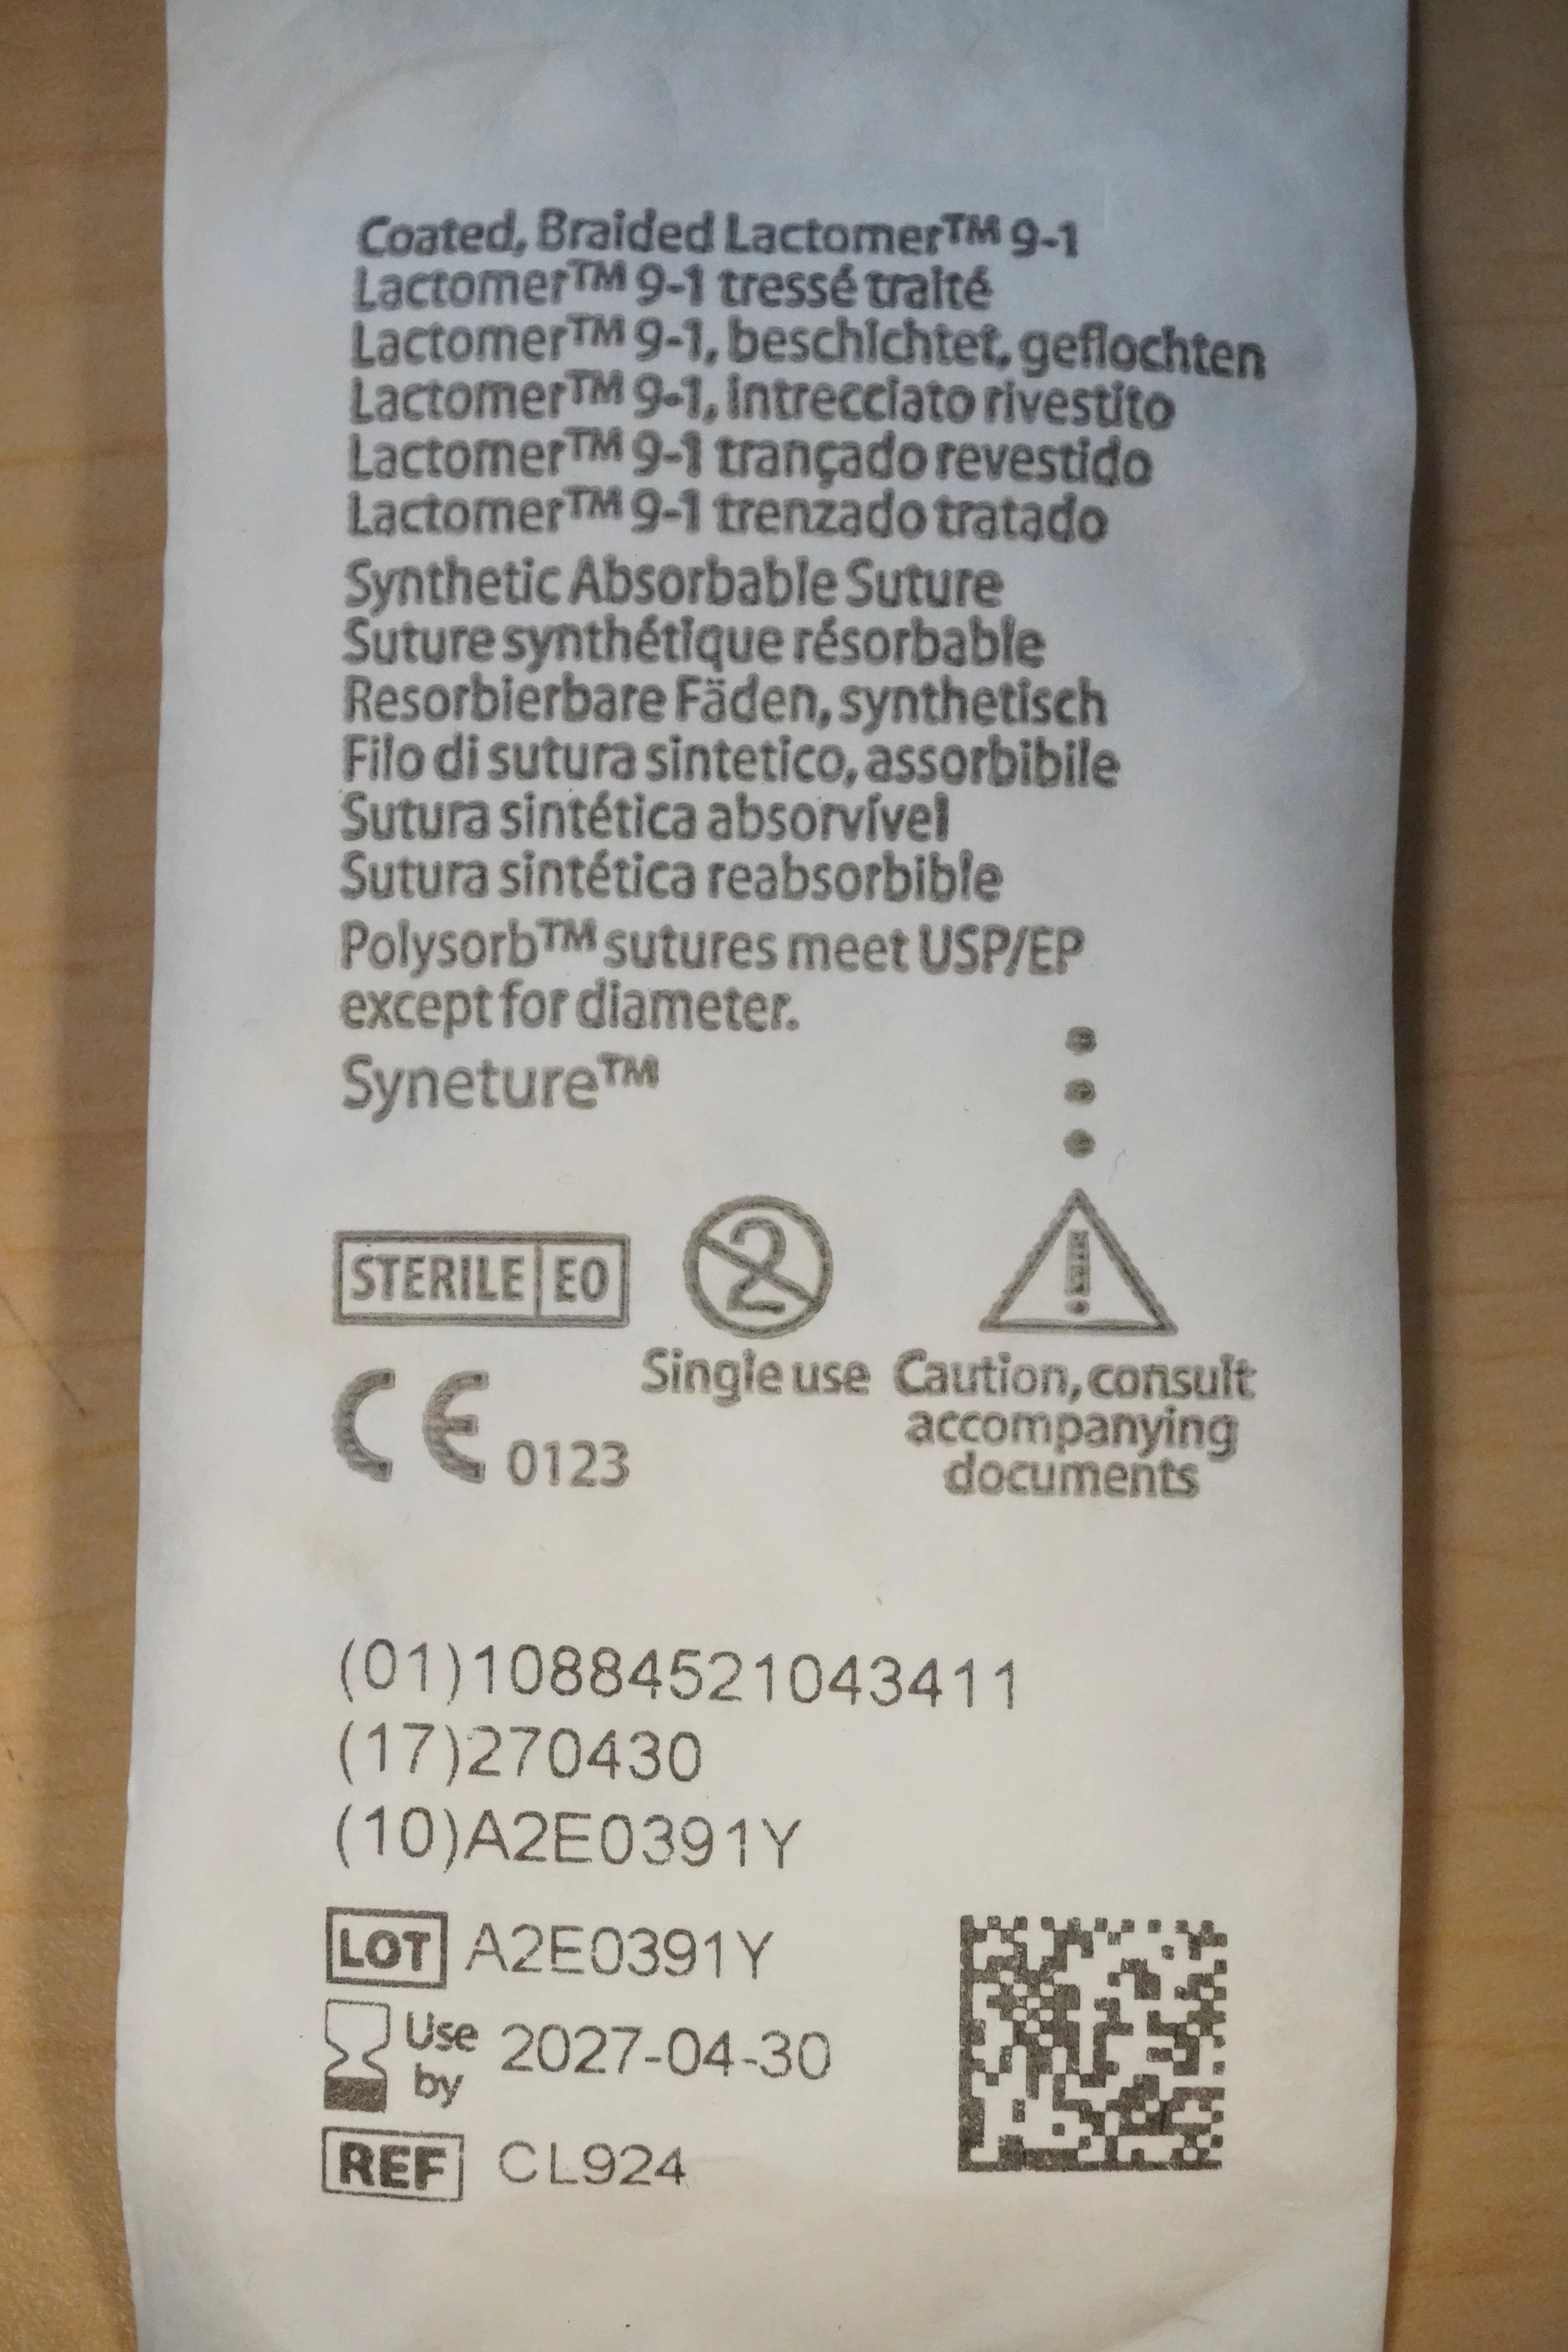 Coated, Braided Lactomer™ 9-1
Lactomer™ 9-1 tressé traité
Lactomer™ 9-1, beschichtet, geflochten
Lactomer™ 9-1, intrecciato rivestito
Lactomer™ 9-1 trançado revestido
Lactomer™ 9-1 trenzado tratado
Synthetic Absorbable Suture
Suture synthétique résorbable
Resorbierbare Fäden, synthetisch
Filo di sutura sintetico, assorbibile
Sutura sintética absorvível
Sutura sintética reabsorbible
Polysorb™ sutures meet USP/EP
except for diameter.
Syneture™
STERILE EO
2
!
Single use
Caution, consult
accompanying
documents
CE 0123
(01)10884521043411
(17)270430
(10)A2E0391Y
LOT A2E0391Y
Use by 2027-04-30
REF CL924